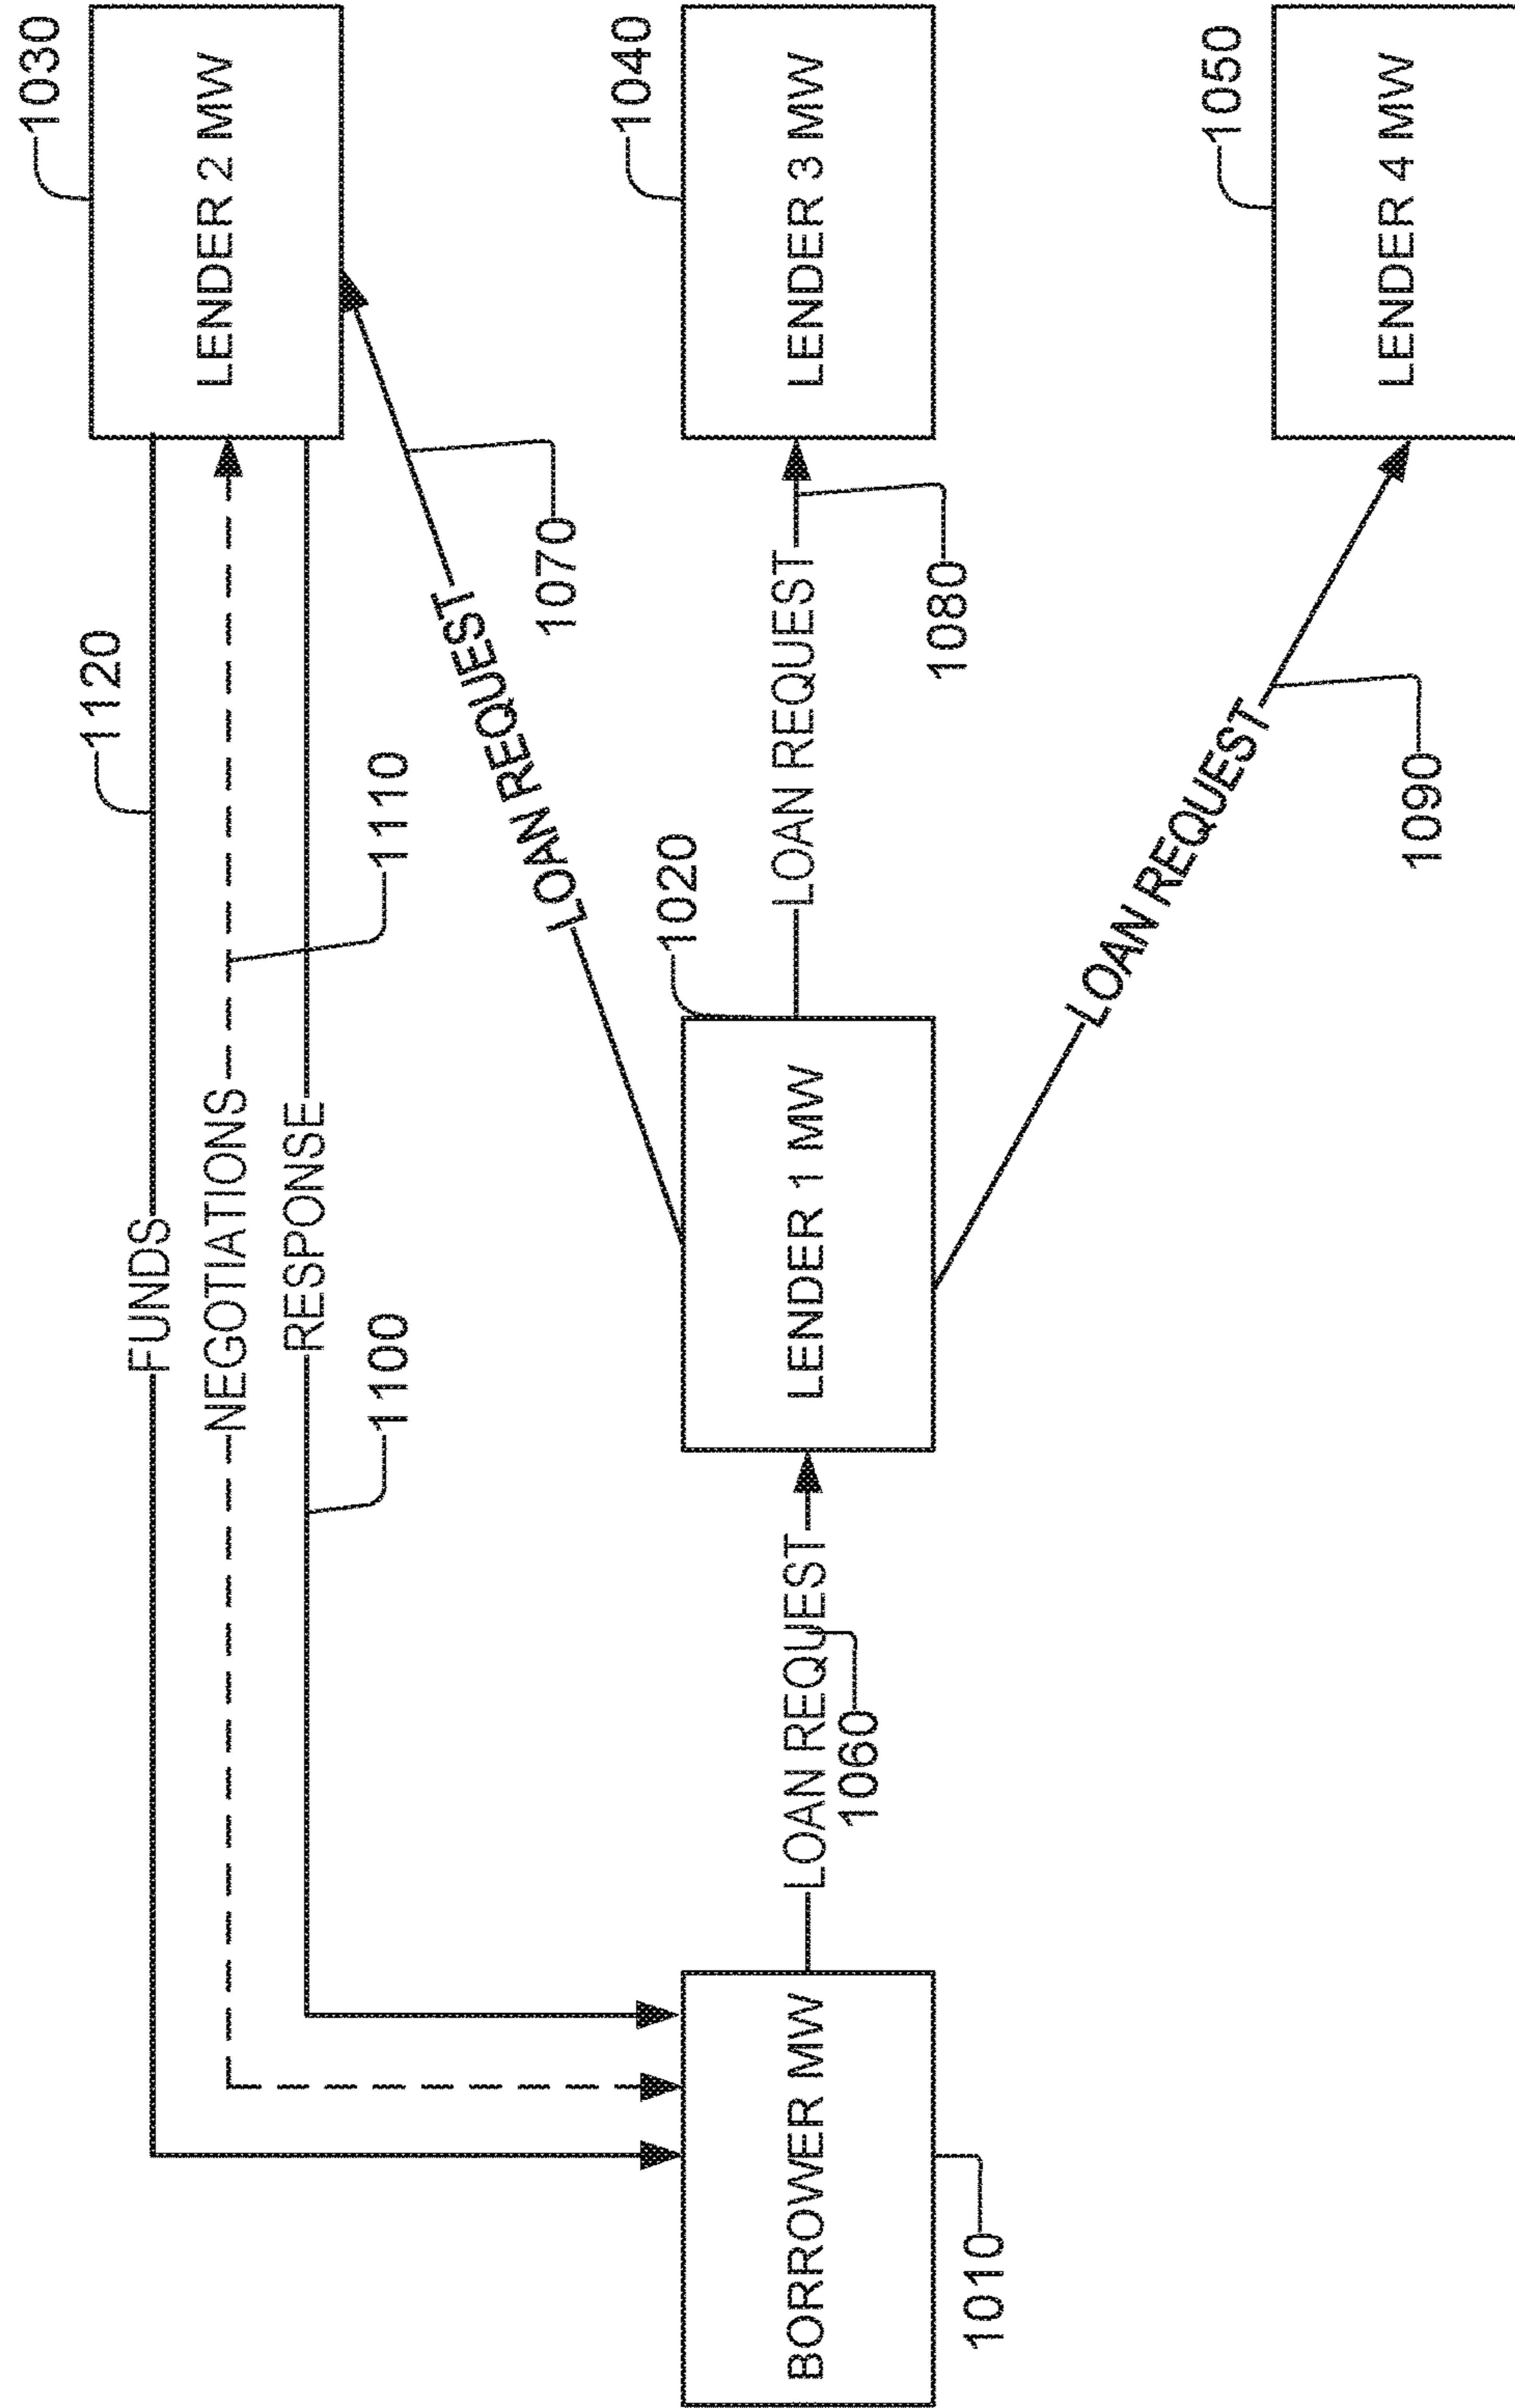 1030
LENDER 2 MW
1120
FUNDS
NEGOTIATIONS
1110
RESPONSE
1100
LOAN REQUEST
1070
1040
LENDER 3 MW
LOAN REQUEST
1080
1020
LENDER 1 MW
LOAN REQUEST
1060
BORROWER MW
1010
1050
LENDER 4 MW
LOAN REQUEST
1090